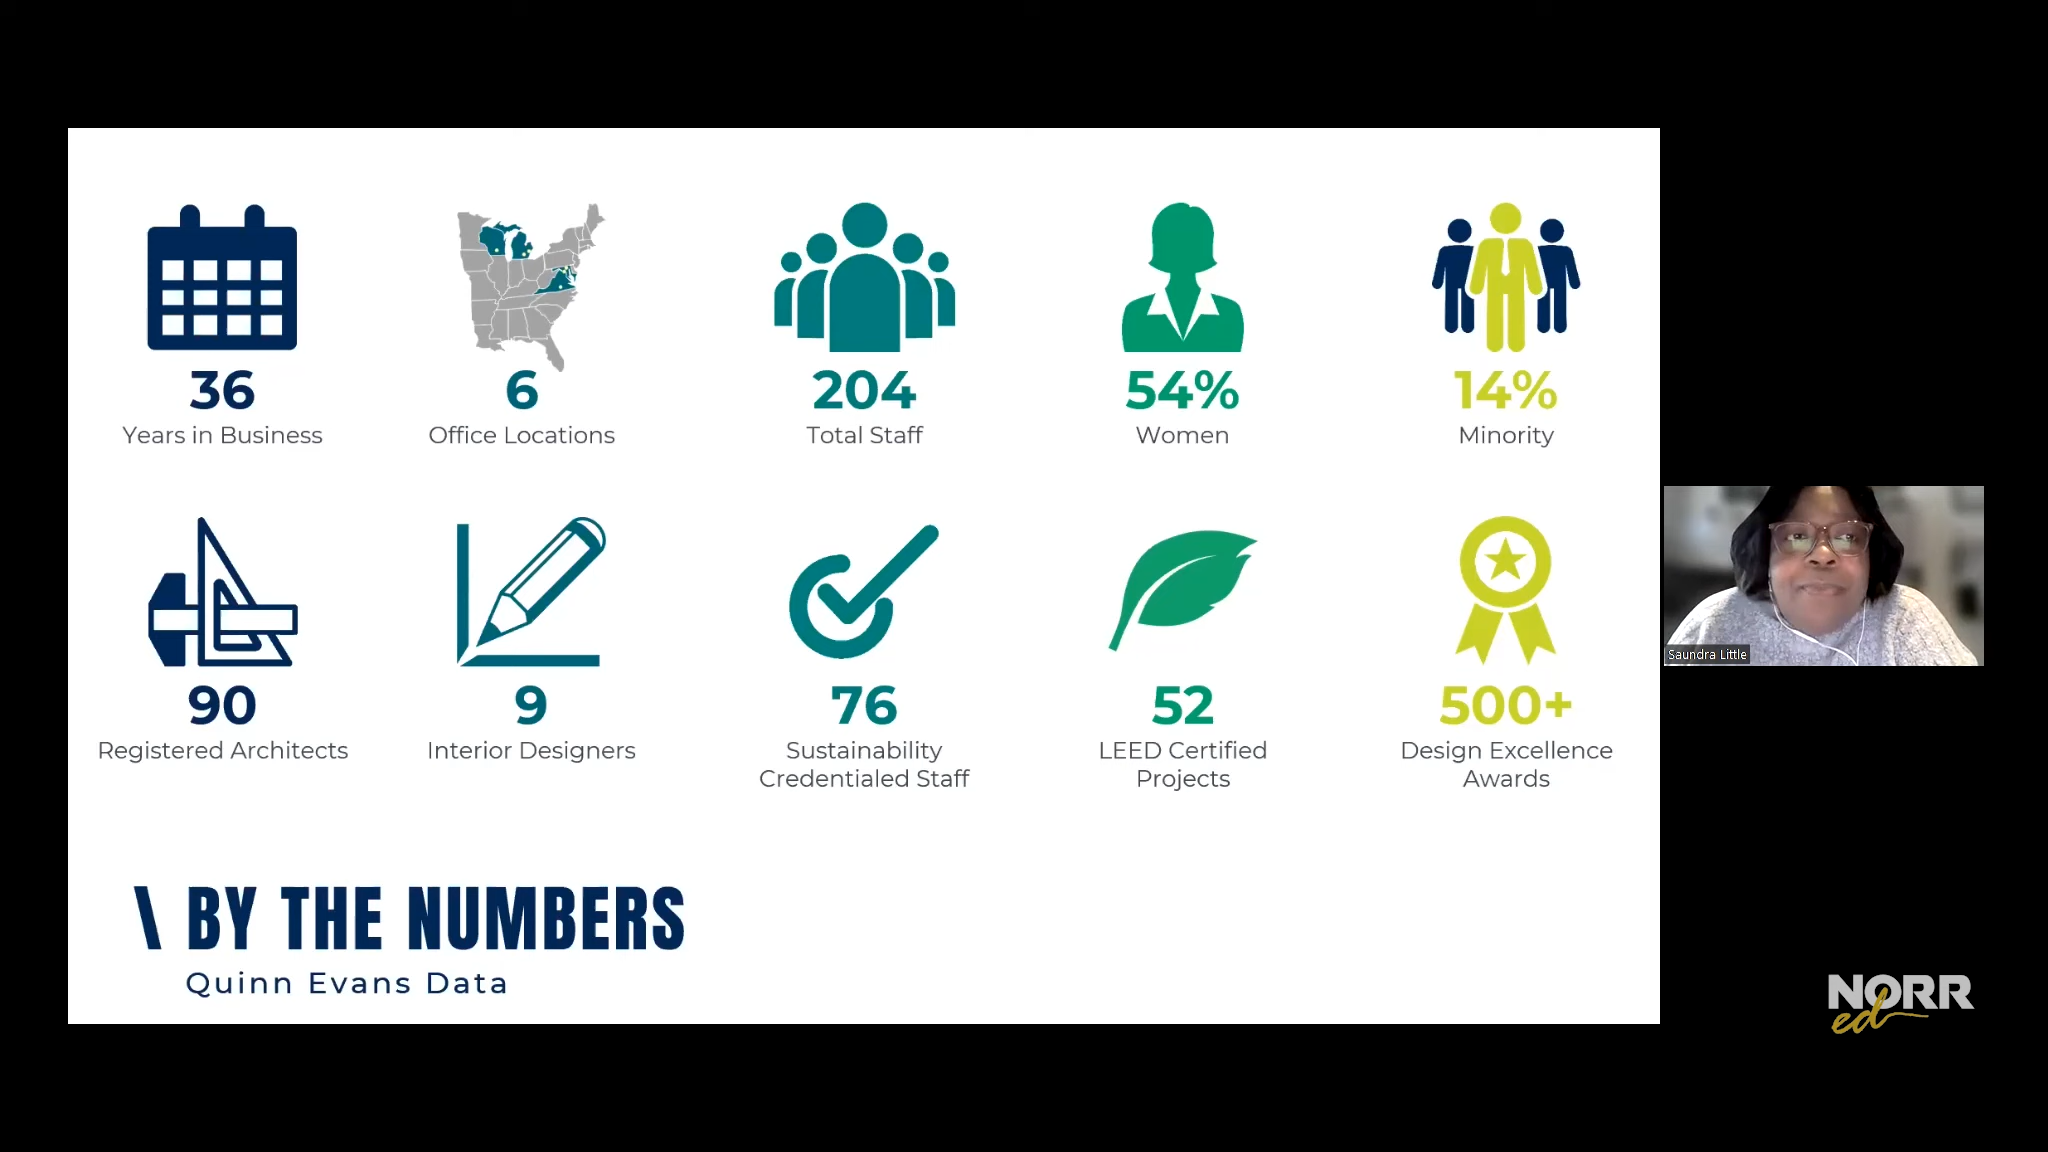 36
Years in Business
6
Office Locations
204
Total Staff
54%
Women
14%
Minority
90
Registered Architects
9
Interior Designers
76
Sustainability
Credentialed Staff
52
LEED Certified
Projects
500+
Design Excellence
Awards
\ BY THE NUMBERS
Quinn Evans Data
Saundra Little
NORR
ed